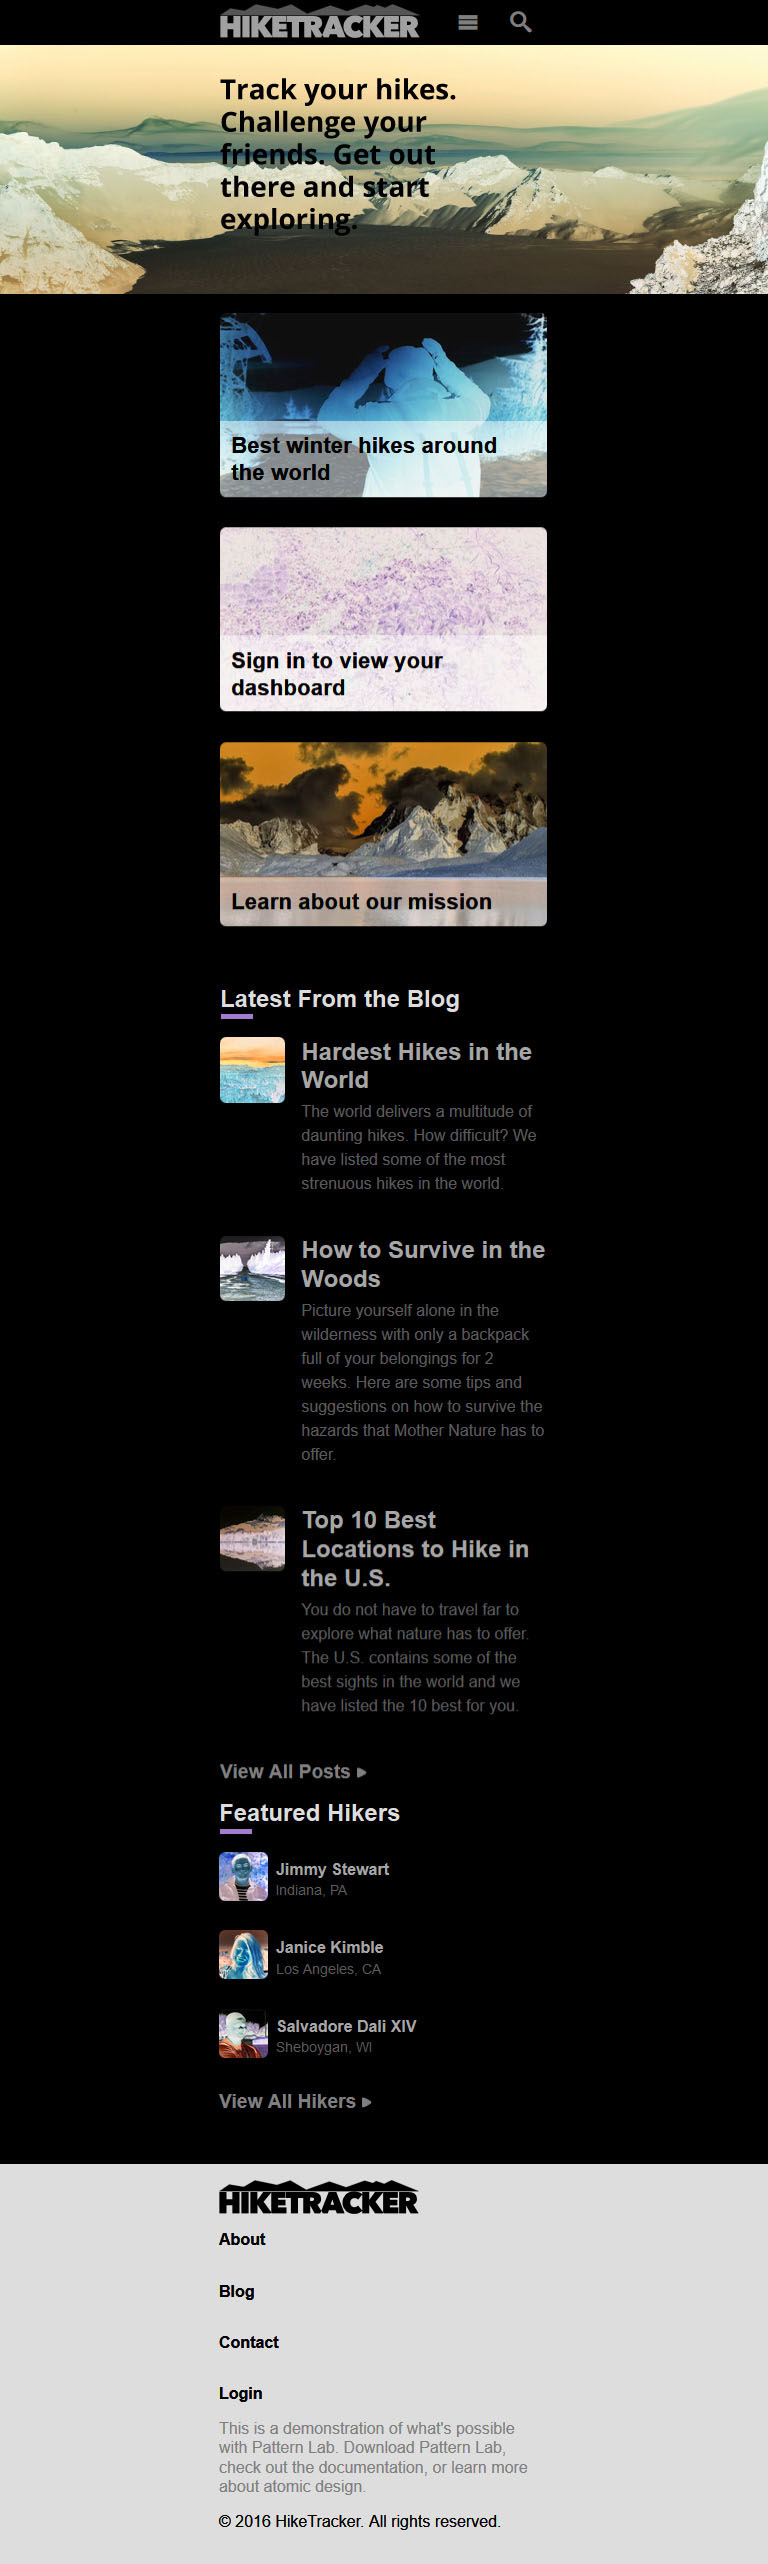 HIKETRACKER
Track your hikes.
Challenge your
friends. Get out
there and start
exploring.
Best winter hikes around
the world
Sign in to view your
dashboard
Learn about our mission
Latest From the Blog
Hardest Hikes in the
World
The world delivers a multitude of
daunting hikes. How difficult? We
have listed some of the most
strenuous hikes in the world.
How to Survive in the
Woods
Picture yourself alone in the
wilderness with only a backpack
full of your belongings for 2
weeks. Here are some tips and
suggestions on how to survive the
hazards that Mother Nature has to
offer.
Top 10 Best
Locations to Hike in
the U.S.
You do not have to travel far to
explore what nature has to offer.
The U.S. contains some of the
best sights in the world and we
have listed the 10 best for you.
View All Posts
Featured Hikers
Jimmy Stewart
Indiana, PA
Janice Kimble
Los Angeles, CA
Salvadore Dali XIV
Sheboygan, WI
View All Hikers
HIKETRACKER
About
Blog
Contact
Login
This is a demonstration of what's possible
with Pattern Lab. Download Pattern Lab,
check out the documentation, or learn more
about atomic design.
© 2016 HikeTracker. All rights reserved.